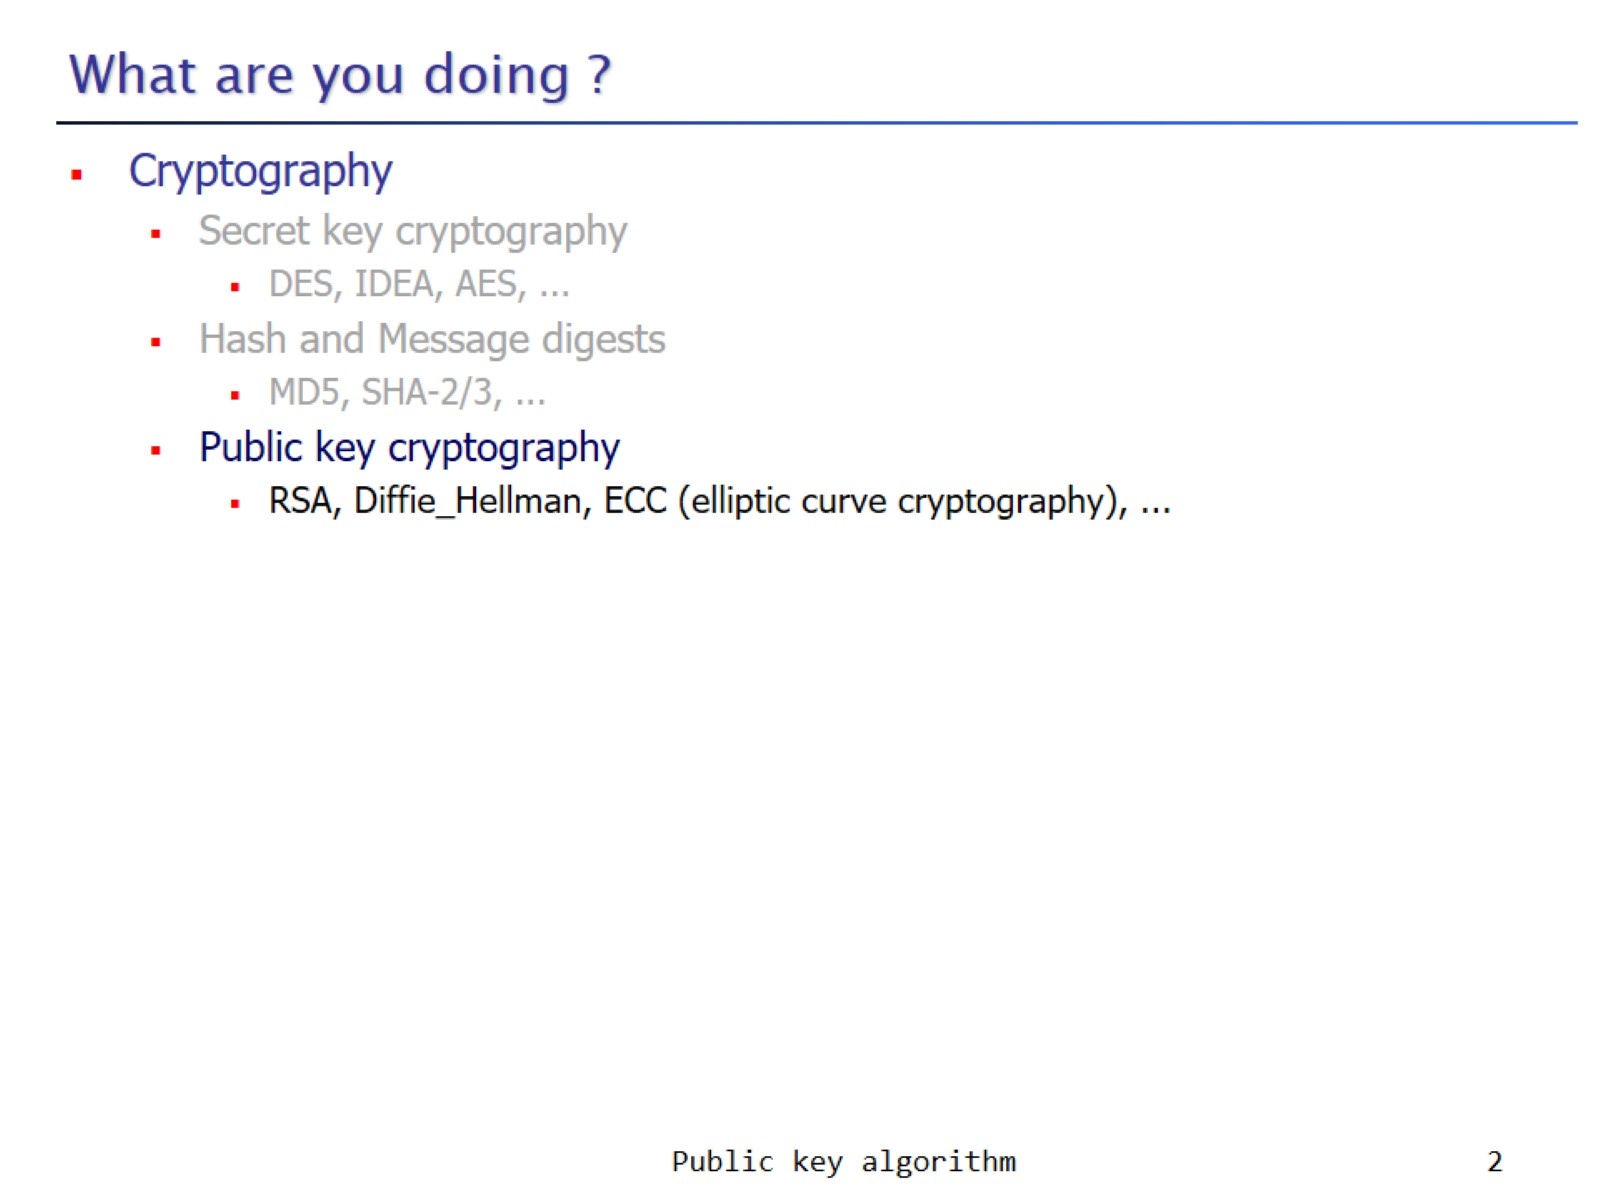 What are you doing ?
Cryptography
Secret key cryptography
DES, IDEA, AES, ...
Hash and Message digests
MD5, SHA-2/3, ...
Public key cryptography
RSA, Diffie_Hellman, ECC (elliptic curve cryptography), ...
Public key algorithm
2